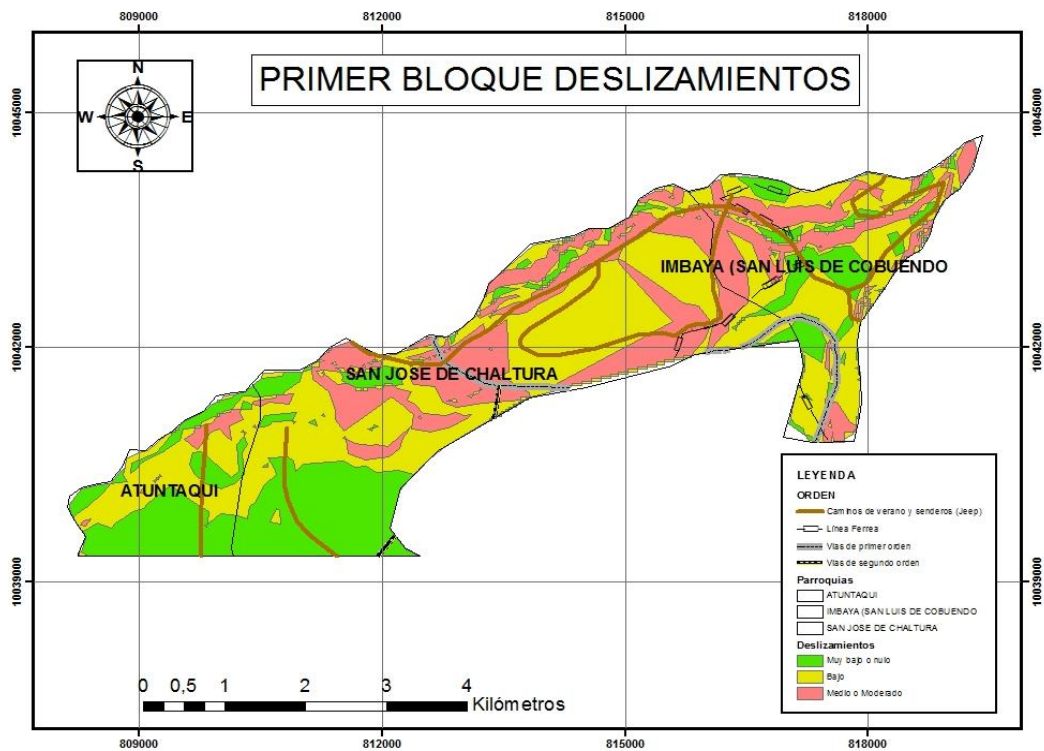 809000
812000
815000
818000
PRIMER BLOQUE DESLIZAMIENTOS
N
W
E
S
10045000
10045000
IMBAYA (SAN LUIS DE COBUENDO
10042000
10042000
SAN JOSE DE CHALTURA
ATUNTAQUI
10039000
10039000
LEYENDA
ORDEN
Caminos de verano y senderos (Jeep)
Línea Ferrea
Vías de primer orden
Vías de segundo orden
Parroquias
ATUNTAQUI
IMBAYA (SAN LUIS DE COBUENDO
SAN JOSE DE CHALTURA
Deslizamientos
Muy bajo o nulo
Bajo
Medio o Moderado
0 0,5 1 2 3 4
Kilómetros
809000
812000
815000
818000